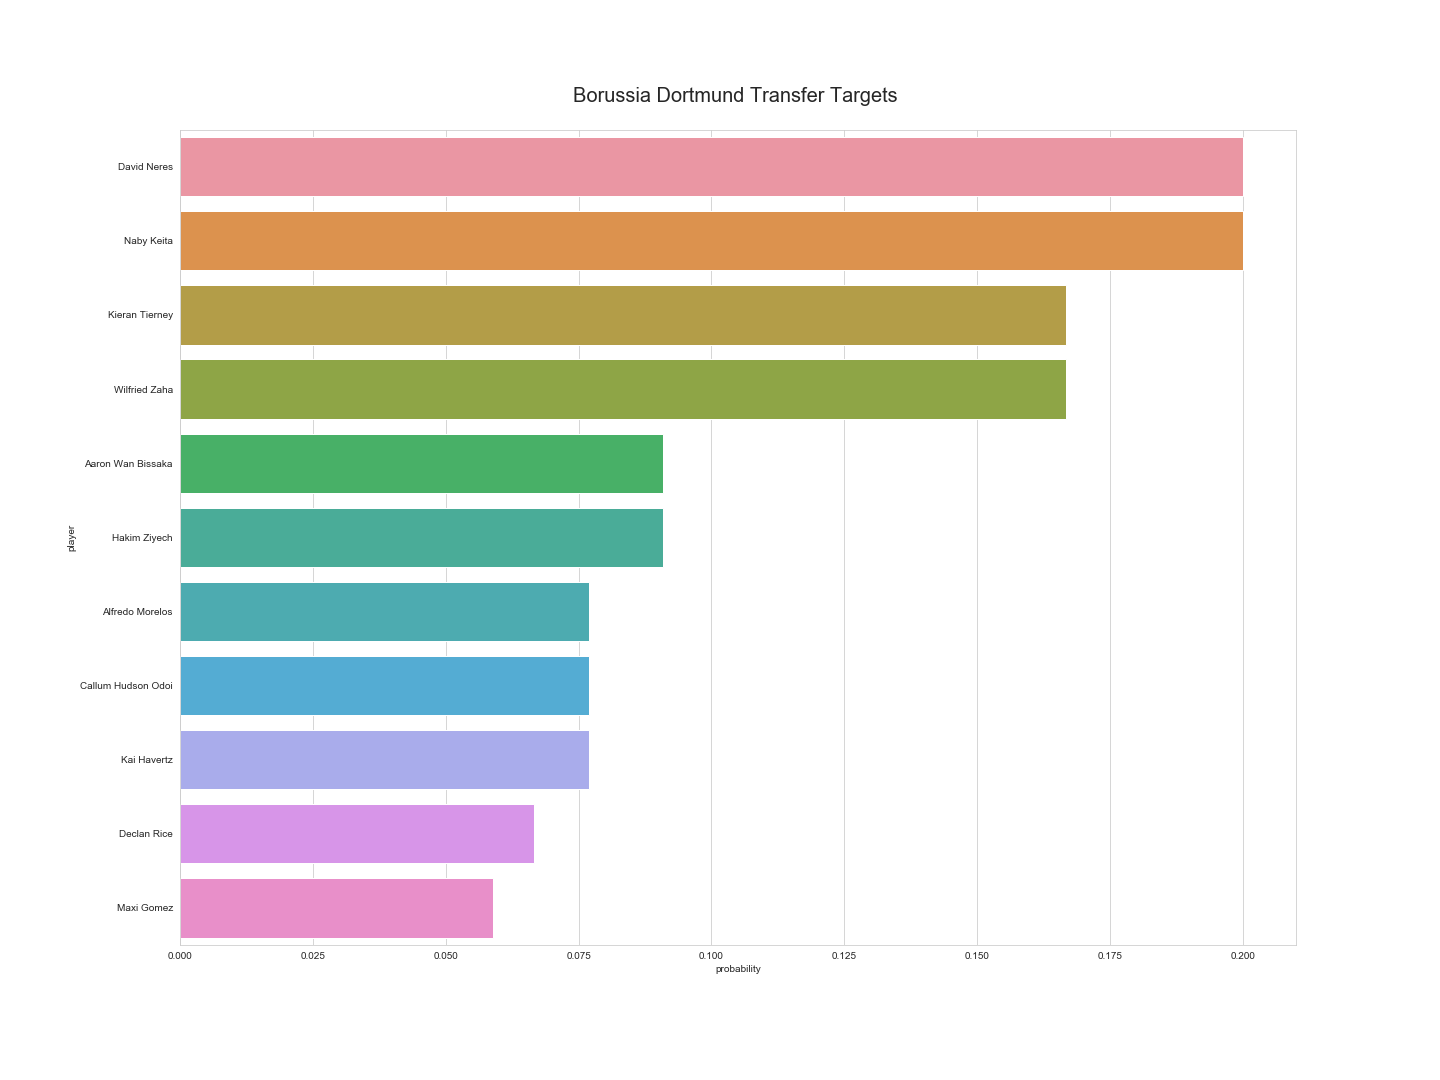 Borussia Dortmund Transfer Targets
David Neres
Naby Keita
Kieran Tierney
Wilfried Zaha
Aaron Wan Bissaka
Hakim Ziyech
Alfredo Morelos
Callum Hudson Odoi
Kai Havertz
Declan Rice
Maxi Gomez
player
0.000 0.025 0.050 0.075 0.100 0.125 0.150 0.175 0.200
probability